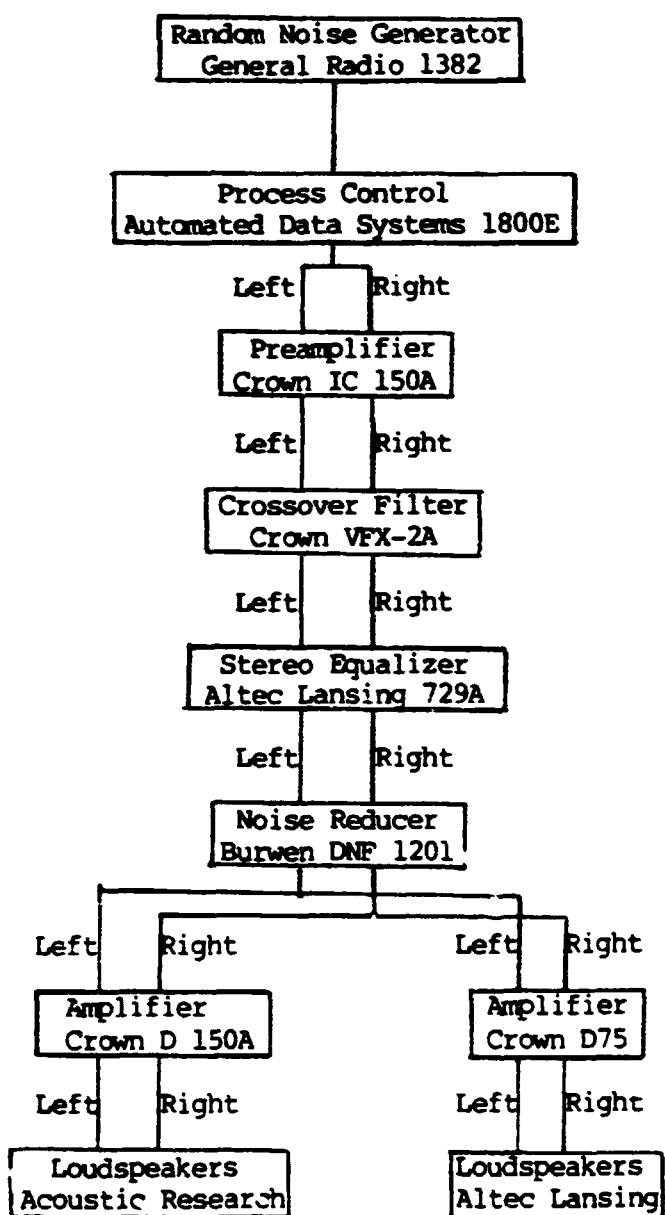 Random Noise Generator
General Radio 1382
Process Control
Automated Data Systems 1800E
Left Right
Preamplifier
Crown IC 150A
Left Right
Crossover Filter
Crown VFX-2A
Left Right
Stereo Equalizer
Altec Lansing 729A
Left Right
Noise Reducer
Burwen DNF 1201
Left Right Left Right
Amplifier
Crown D 150A
Amplifier
Crown D75
Left Right Left Right
Loudspeakers
Acoustic Research
Loudspeakers
Altec Lansing